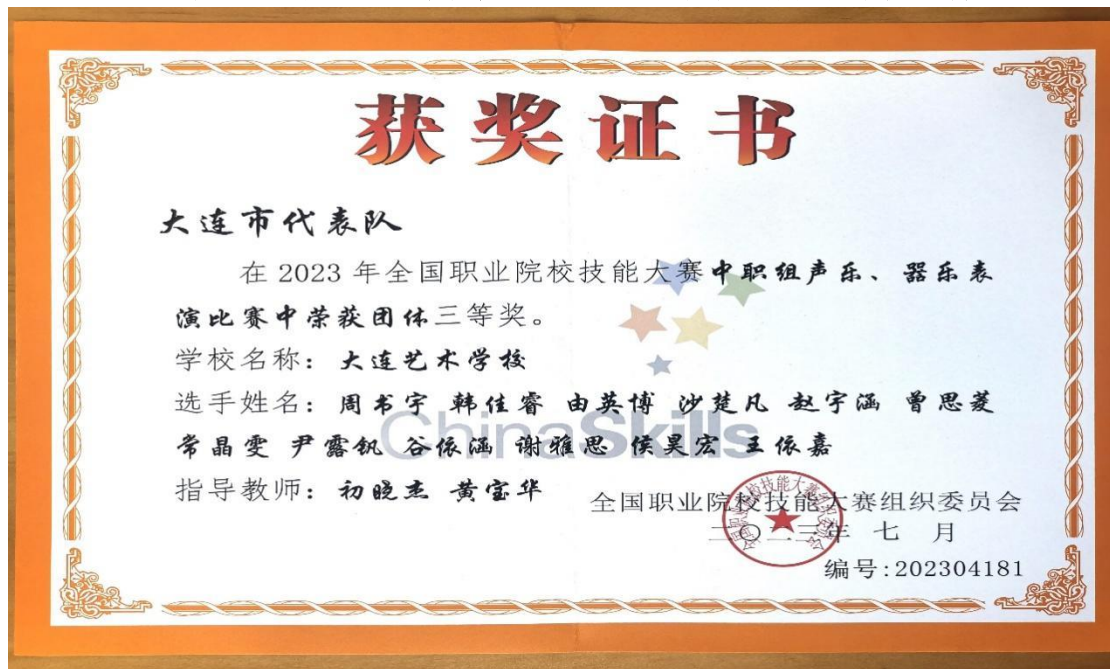 获奖证书
大连市代表队
在 2023 年全国职业院校技能大赛中职组声乐、器乐表
演比赛中荣获团体三等奖。
学校名称：大连艺术学校
选手姓名：周书宇 韩佳睿 由英博 沙楚凡 赵宇涵 曾思菱
常晶雯 尹露钒 谷依涵 谢雅思 侯昊宏 王依嘉
ChinaSkills
指导教师：初晓杰 黄宝华
全国职业院校技能大赛组织委员会
二〇二三年 七 月
编号:202304181